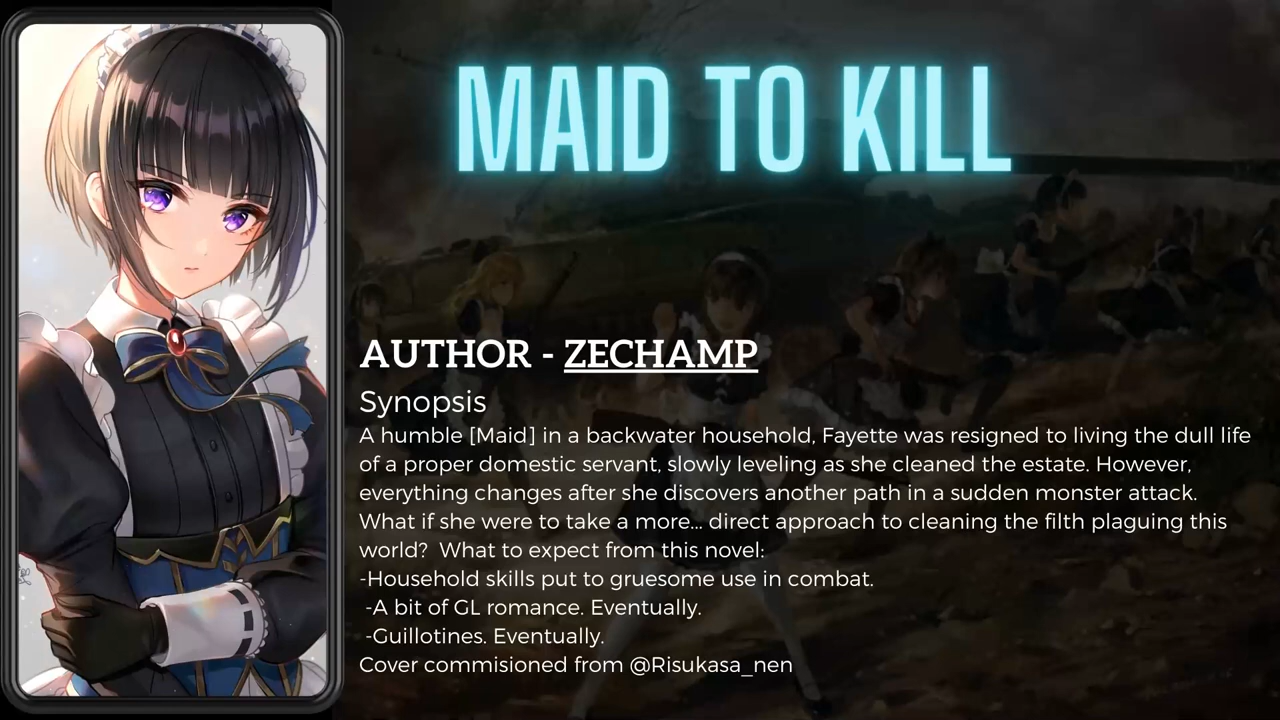 MAID TO KILL
AUTHOR - ZECHAMP
Synopsis
A humble [Maid] in a backwater household, Fayette was resigned to living the dull life
of a proper domestic servant, slowly leveling as she cleaned the estate. However,
everything changes after she discovers another path in a sudden monster attack.
What if she were to take a more... direct approach to cleaning the filth plaguing this
world?  What to expect from this novel:
-Household skills put to gruesome use in combat.
-A bit of GL romance. Eventually.
-Guillotines. Eventually.
Cover commisioned from @Risukasa_nen